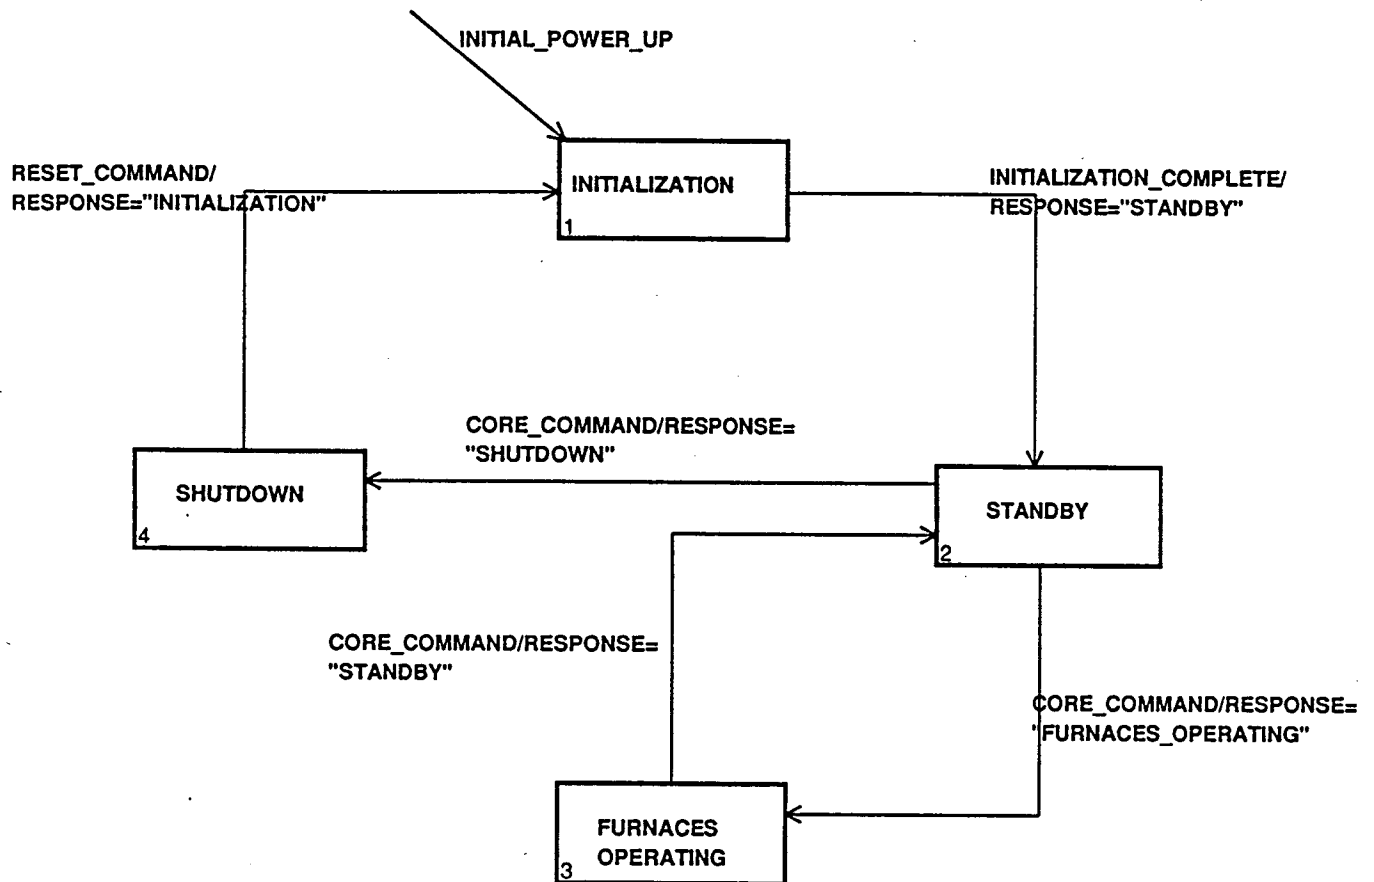 INITIAL_POWER_UP
RESET_COMMAND/
RESPONSE="INITIALIZATION"
INITIALIZATION
1
INITIALIZATION_COMPLETE/
RESPONSE="STANDBY"
CORE_COMMAND/RESPONSE=
"SHUTDOWN"
SHUTDOWN
4
STANDBY
2
CORE_COMMAND/RESPONSE=
"STANDBY"
CORE_COMMAND/RESPONSE=
"FURNACES_OPERATING"
FURNACES
OPERATING
3